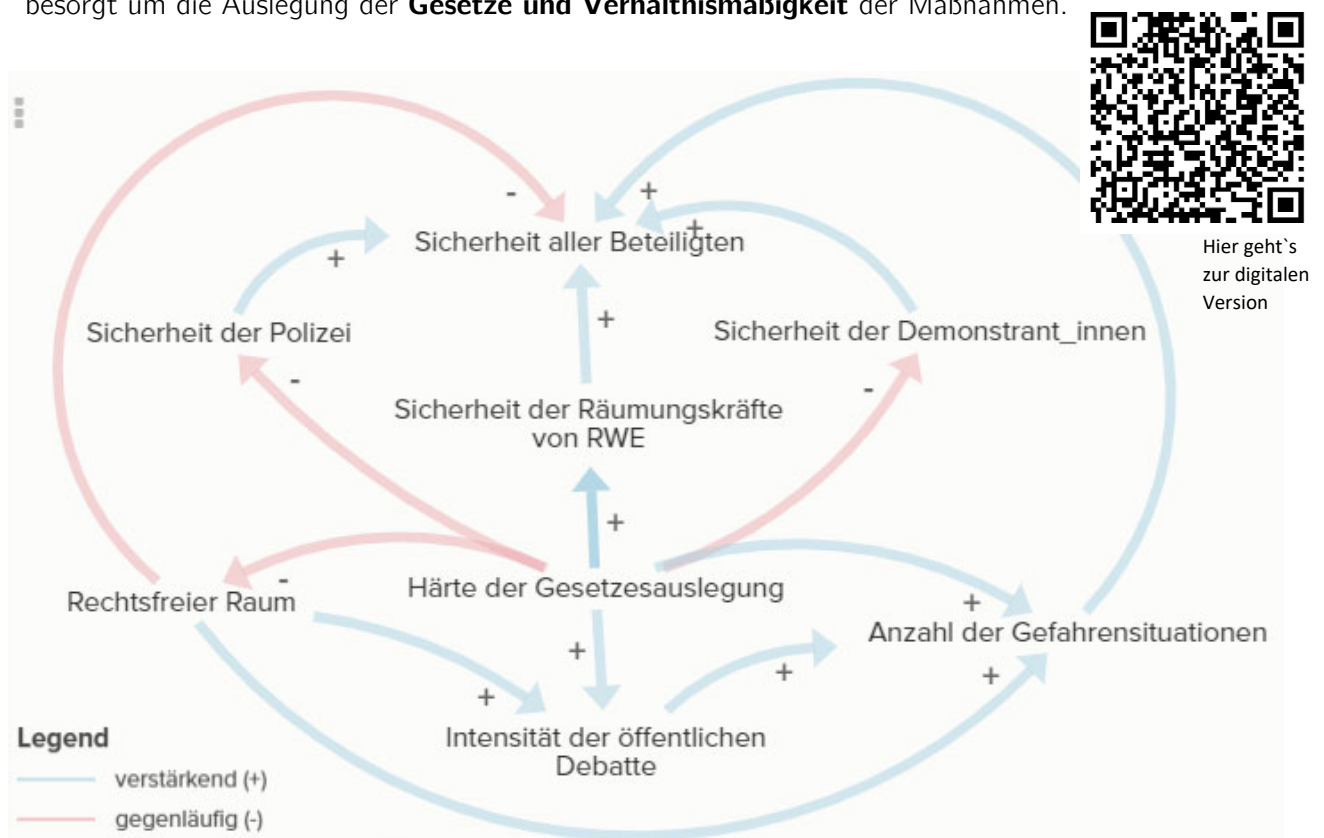 besorgt um die Auslegung der Gesetze und Verhältnismäßigkeit der Maßnahmen.
Hier geht`s
zur digitalen
Version
-
+
+
Sicherheit aller Beteiligten
+
+
Sicherheit der Polizei
Sicherheit der Demonstrant_innen
-
-
Sicherheit der Räumungskräfte
von RWE
+
-
Härte der Gesetzesauslegung
Rechtsfreier Raum
+
Anzahl der Gefahrensituationen
+
+
+
+
Intensität der öffentlichen
Debatte
Legend
verstärkend (+)
gegenläufig (-)